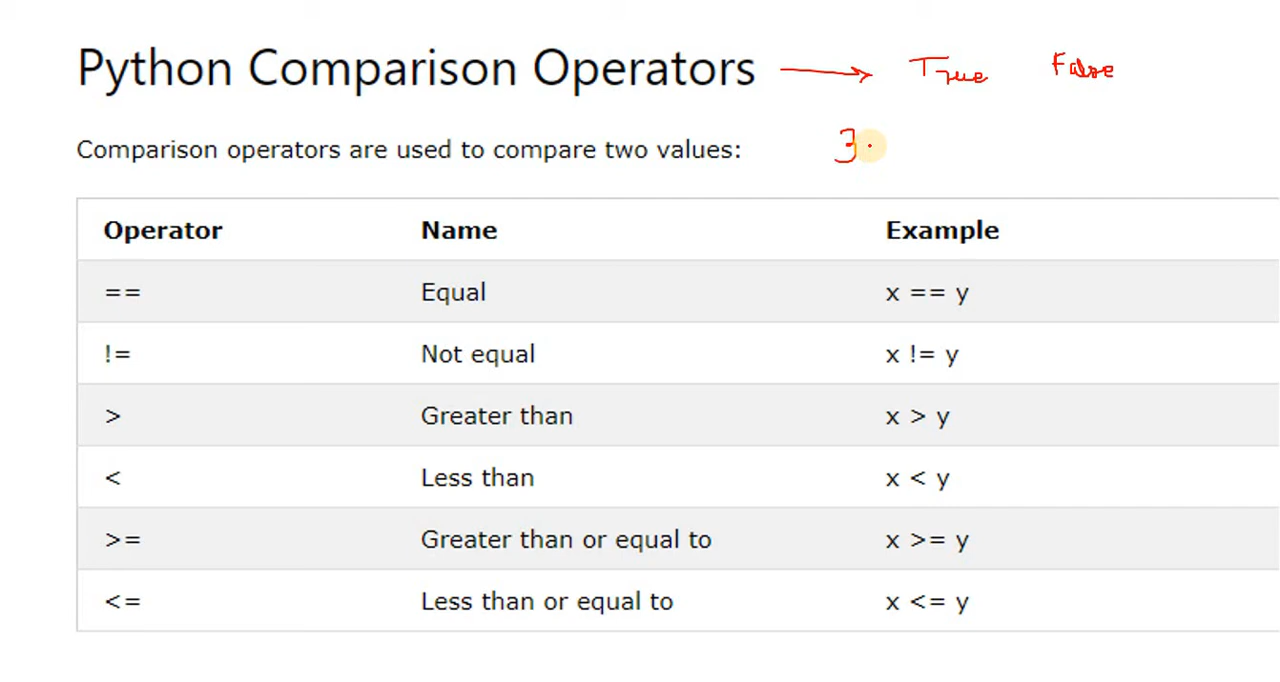 Python Comparison Operators → True False
Comparison operators are used to compare two values: 3
Operator Name Example
== Equal x == y
!= Not equal x != y
> Greater than x > y
< Less than x < y
>= Greater than or equal to x >= y
<= Less than or equal to x <= y